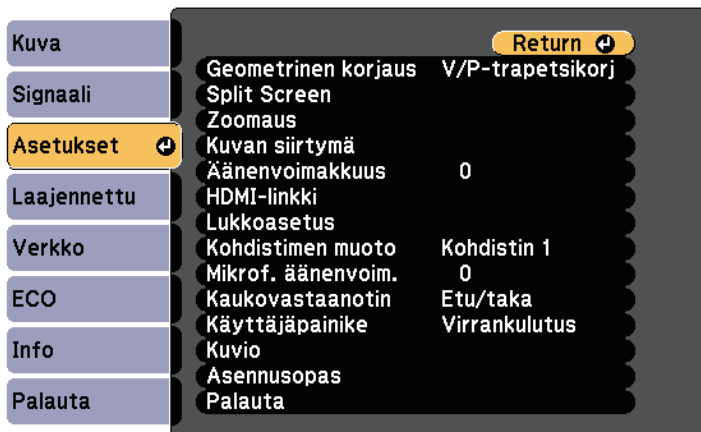 Kuva
Signaali
Asetukset
Laajennettu
Verkko
ECO
Info
Palauta
Return
Geometrinen korjaus V/P-trapetsikorj
Split Screen
Zoomaus
Kuvan siirtymä
Äänenvoimakkuus 0
HDMI-linkki
Lukkoasetus
Kohdistimen muoto Kohdistin 1
Mikrof. äänenvoim. 0
Kaukovastaanotin Etu/taka
Käyttäjäpainike Virrankulutus
Kuvio
Asennusopas
Palauta